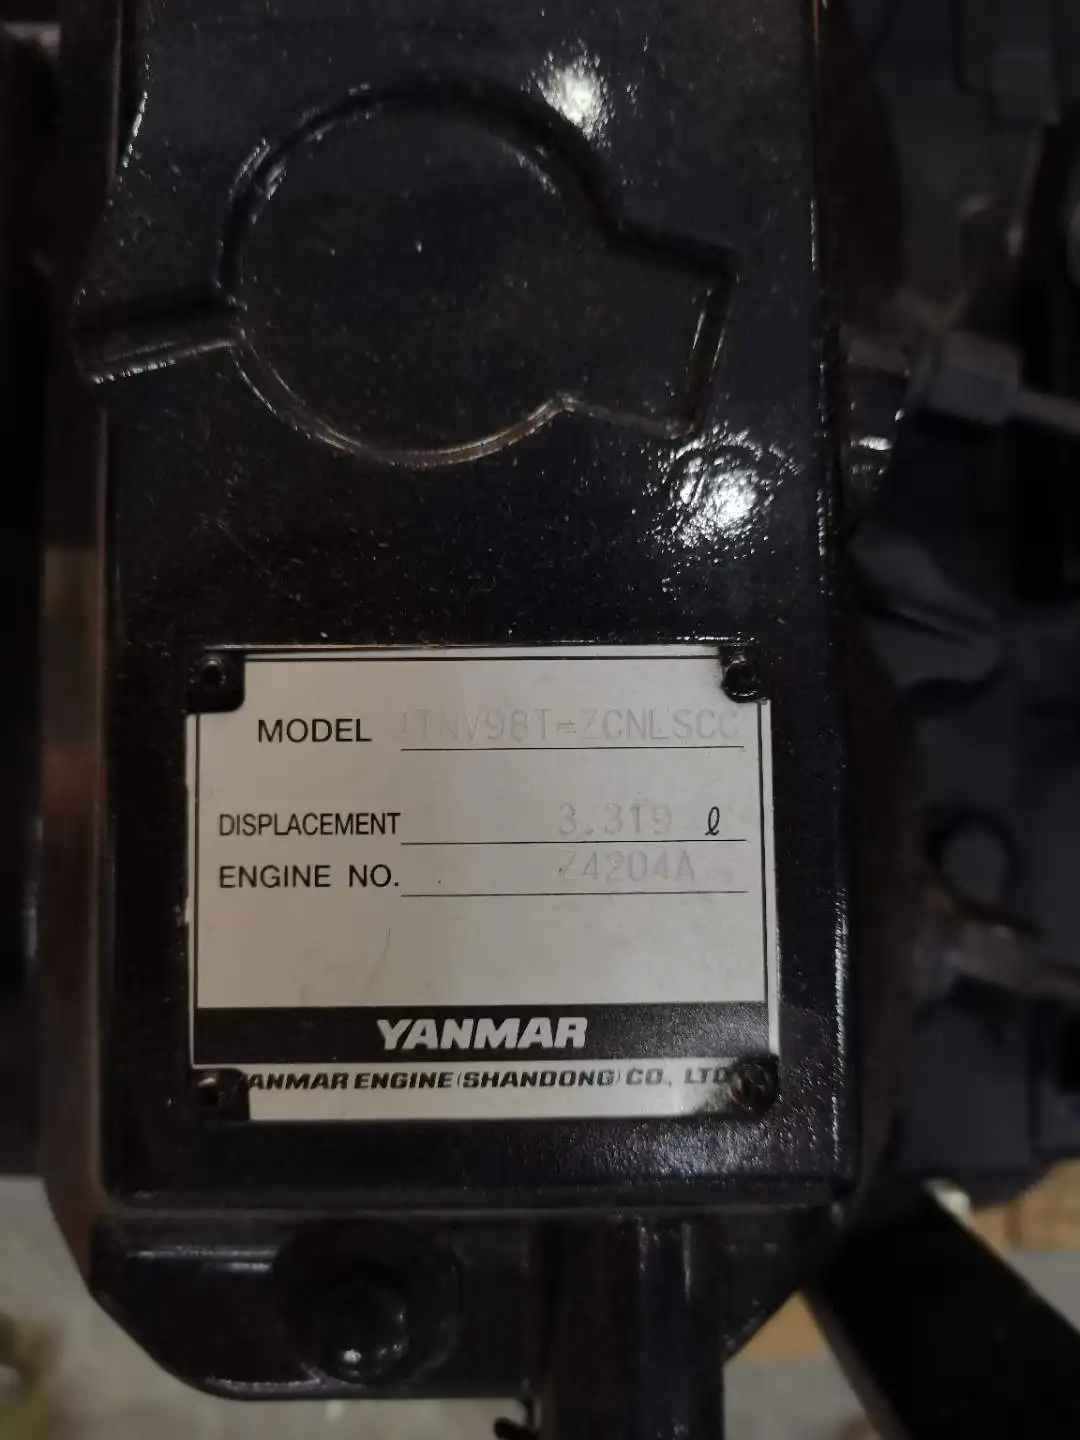 MODEL 4TNV98T-ZCNLSCC
DISPLACEMENT 3.319 ℓ
ENGINE NO. Z4204A
YANMAR
YANMAR ENGINE (SHANDONG) CO., LTD.